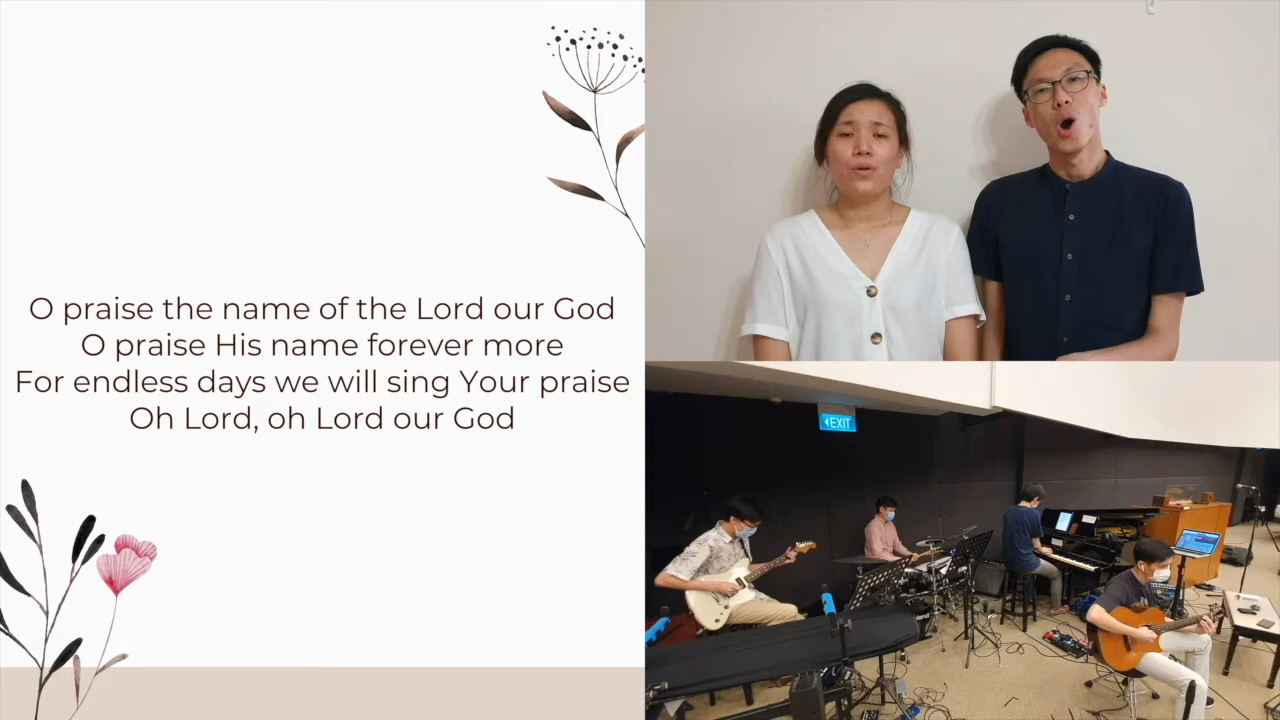 O praise the name of the Lord our God
O praise His name forever more
For endless days we will sing Your praise
Oh Lord, oh Lord our God
EXIT